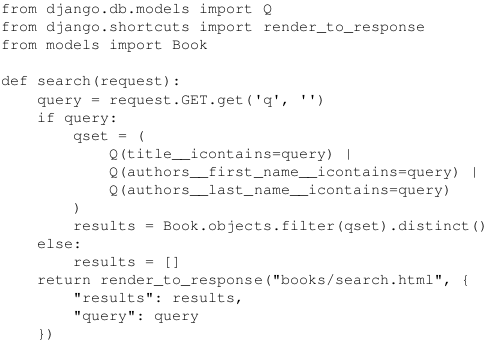 from django.db.models import Q
from django.shortcuts import render_to_response
from models import Book

def search(request):
    query = request.GET.get('q', '')
    if query:
        qset = (
            Q(title__icontains=query) |
            Q(authors__first_name__icontains=query) |
            Q(authors__last_name__icontains=query)
        )
        results = Book.objects.filter(qset).distinct()
    else:
        results = []
    return render_to_response("books/search.html", {
        "results": results,
        "query": query
    })